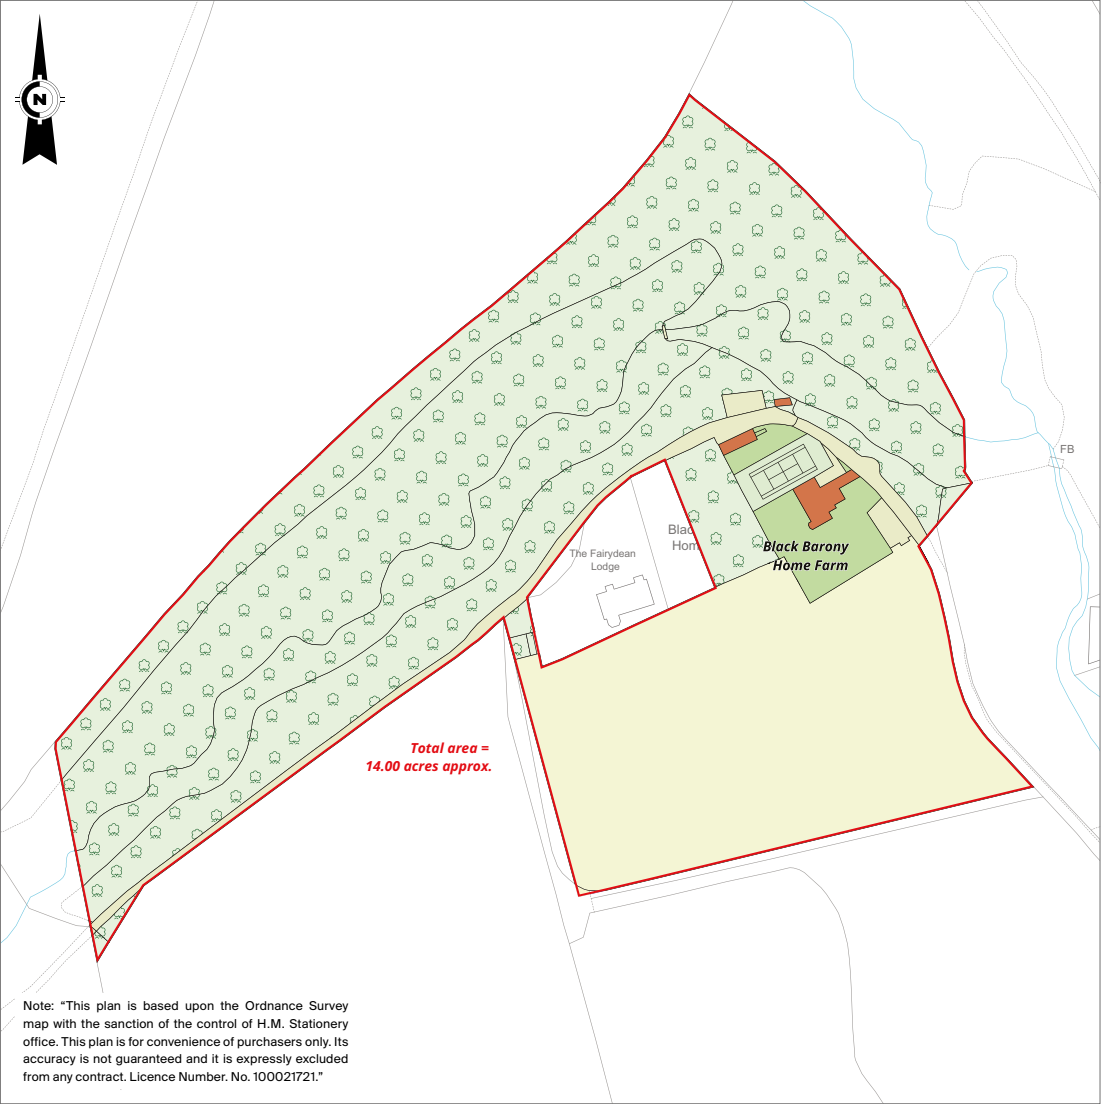 N
FB
Blac
Hom
The Fairydean
Lodge
Black Barony
Home Farm
Total area =
14.00 acres approx.
Note: “This plan is based upon the Ordnance Survey
map with the sanction of the control of H.M. Stationery
office. This plan is for convenience of purchasers only. Its
accuracy is not guaranteed and it is expressly excluded
from any contract. Licence Number. No. 100021721.”